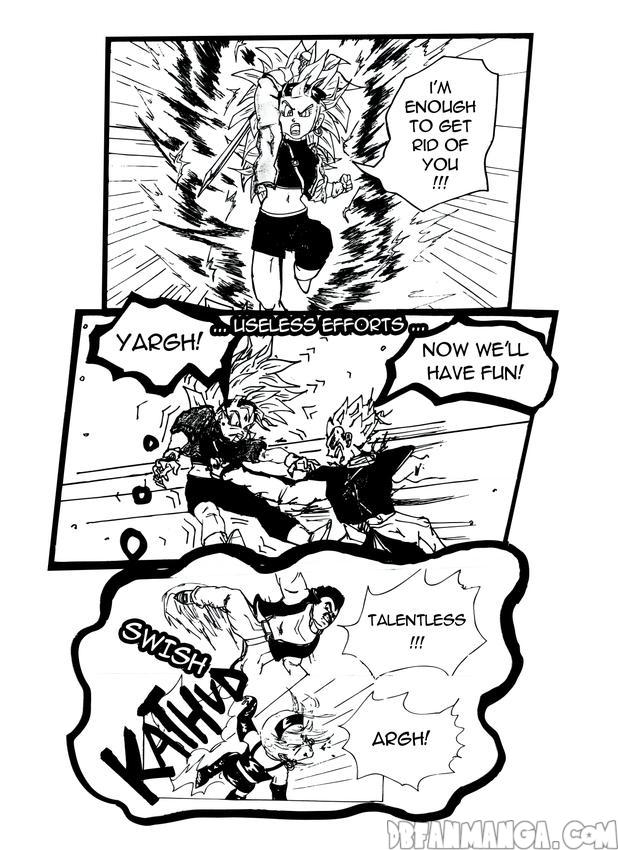 I'M
ENOUGH
TO GET
RID OF
YOU
!!!
... USELESS EFFORTS ...
YARGH!
NOW WE'LL
HAVE FUN!
TALENTLESS
!!!
SWISH
KATHUD
ARGH!
DBFANMANGA.COM